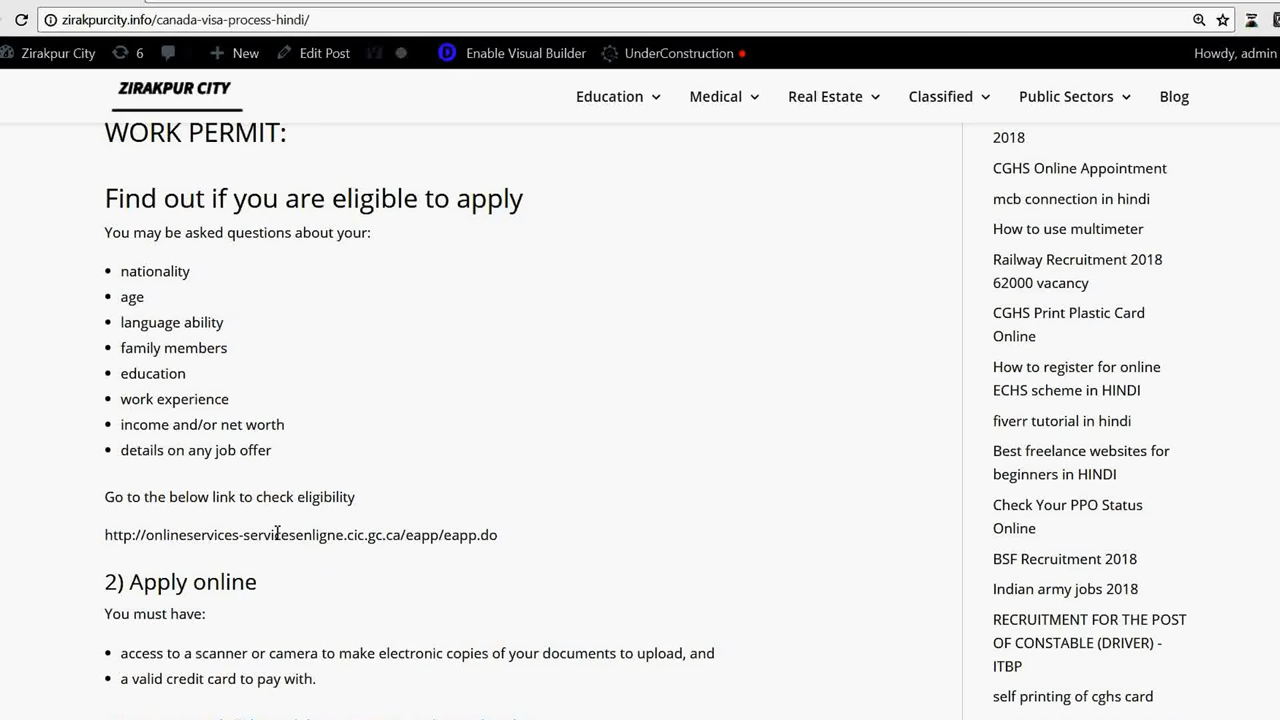 zirakpurcity.info/canada-visa-process-hindi/
Zirakpur City 6 New Edit Post Enable Visual Builder UnderConstruction Howdy, admin
ZIRAKPUR CITY
Education Medical Real Estate Classified Public Sectors Blog
WORK PERMIT:
Find out if you are eligible to apply
You may be asked questions about your:
• nationality
• age
• language ability
• family members
• education
• work experience
• income and/or net worth
• details on any job offer
Go to the below link to check eligibility
http://onlineservices-servicesenligne.cic.gc.ca/eapp/eapp.do
2) Apply online
You must have:
• access to a scanner or camera to make electronic copies of your documents to upload, and
• a valid credit card to pay with.
2018
CGHS Online Appointment
mcb connection in hindi
How to use multimeter
Railway Recruitment 2018
62000 vacancy
CGHS Print Plastic Card
Online
How to register for online
ECHS scheme in HINDI
fiverr tutorial in hindi
Best freelance websites for
beginners in HINDI
Check Your PPO Status
Online
BSF Recruitment 2018
Indian army jobs 2018
RECRUITMENT FOR THE POST
OF CONSTABLE (DRIVER) -
ITBP
self printing of cghs card